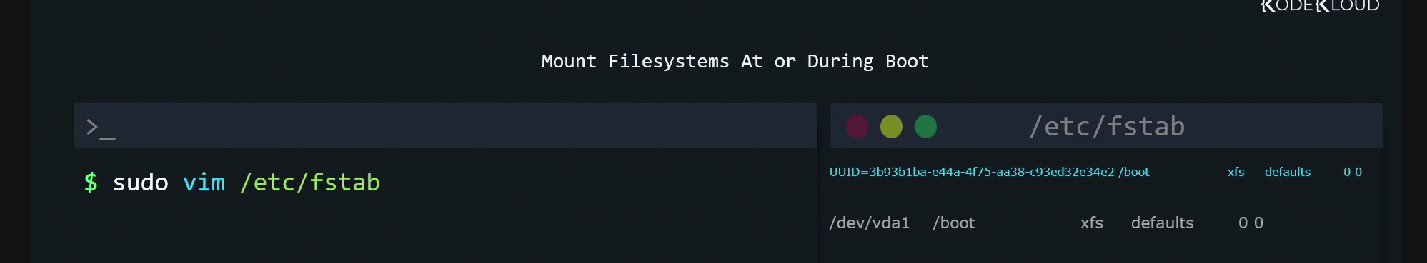 KODEKLOUD
Mount Filesystems At or During Boot
>_
$ sudo vim /etc/fstab
/etc/fstab
UUID=3b93b1ba-e44a-4f75-aa38-c93ed32e34e2 /boot xfs defaults 0 0
/dev/vda1 /boot xfs defaults 0 0